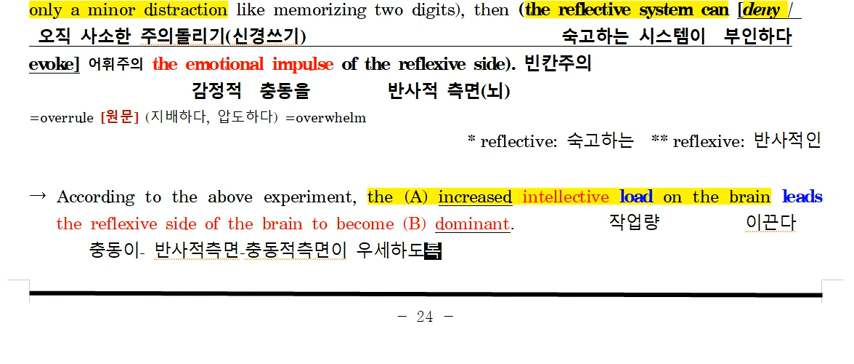 only a minor distraction like memorizing two digits), then (the reflective system can [deny /
오직 사소한 주의돌리기(신경쓰기) 숙고하는 시스템이 부인하다
evoke] 어휘주의 the emotional impulse of the reflexive side). 빈칸주의
감정적 충동을 반사적 측면(뇌)
=overrule [원문] (지배하다, 압도하다) =overwhelm
* reflective: 숙고하는 ** reflexive: 반사적인
→ According to the above experiment, the (A) increased intellective load on the brain leads
the reflexive side of the brain to become (B) dominant. 작업량 이끈다
충동이- 반사적측면-충동적측면이 우세하도록
- 24 -